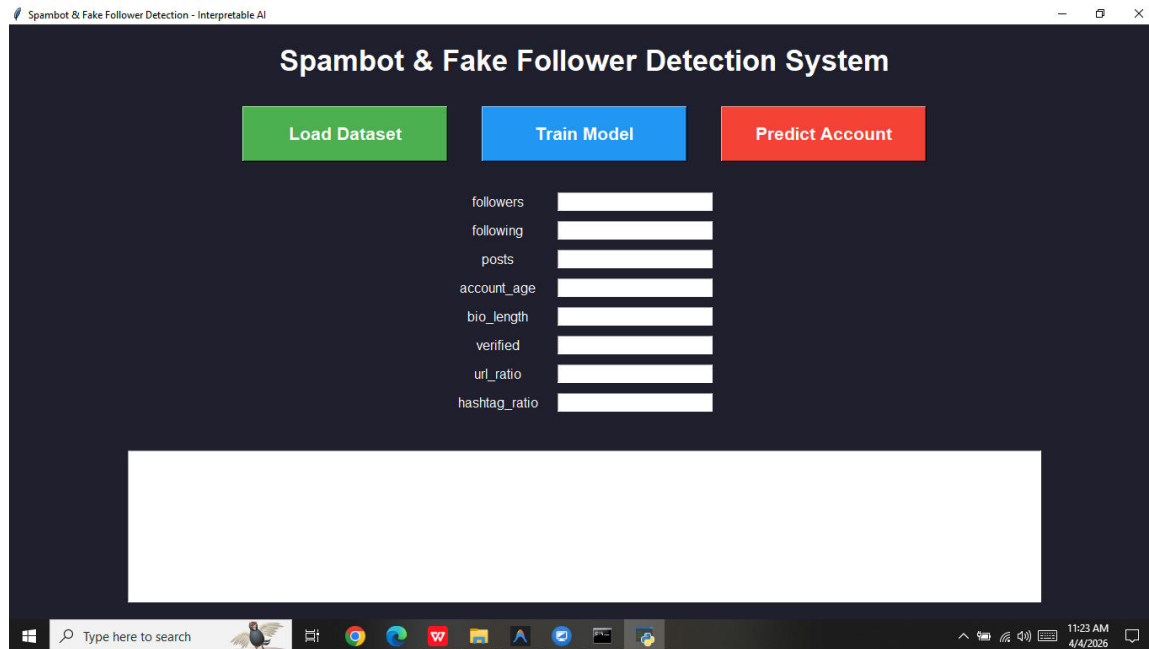 Spambot & Fake Follower Detection - Interpretable AI
Spambot & Fake Follower Detection System
Load Dataset Train Model Predict Account
followers
following
posts
account_age
bio_length
verified
url_ratio
hashtag_ratio
Type here to search
11:23 AM
4/4/2026